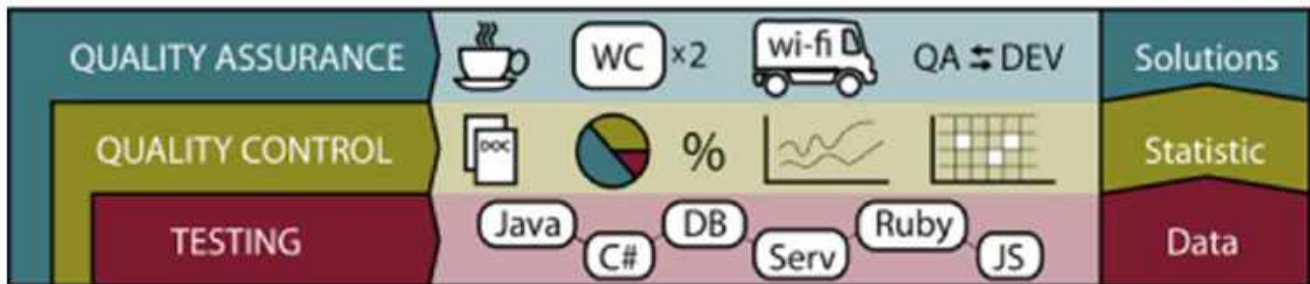 QUALITY ASSURANCE WC ×2 wi-fi QA ⇆ DEV Solutions
QUALITY CONTROL DOC % Statistic
TESTING Java C# DB Serv Ruby JS Data